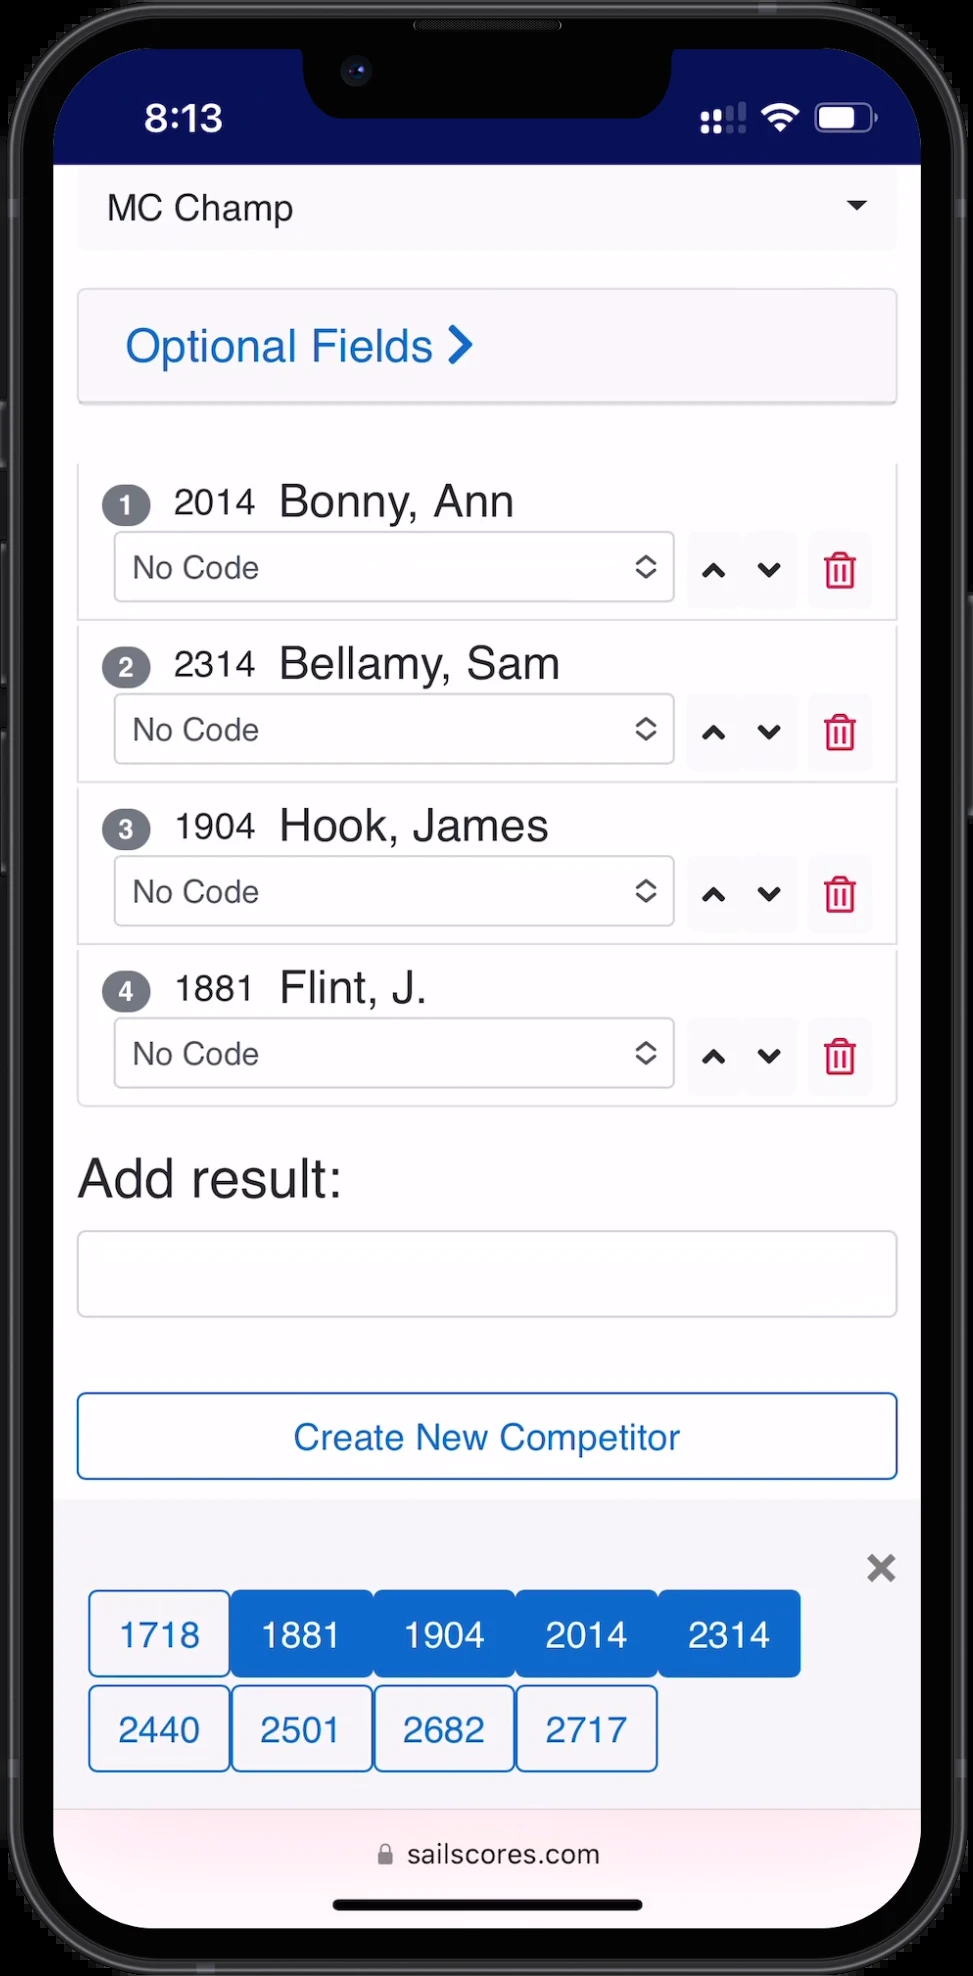 8:13
MC Champ
Optional Fields
1 2014 Bonny, Ann
No Code
2 2314 Bellamy, Sam
No Code
3 1904 Hook, James
No Code
4 1881 Flint, J.
No Code
Add result:
Create New Competitor
1718 1881 1904 2014 2314
2440 2501 2682 2717
sailscores.com